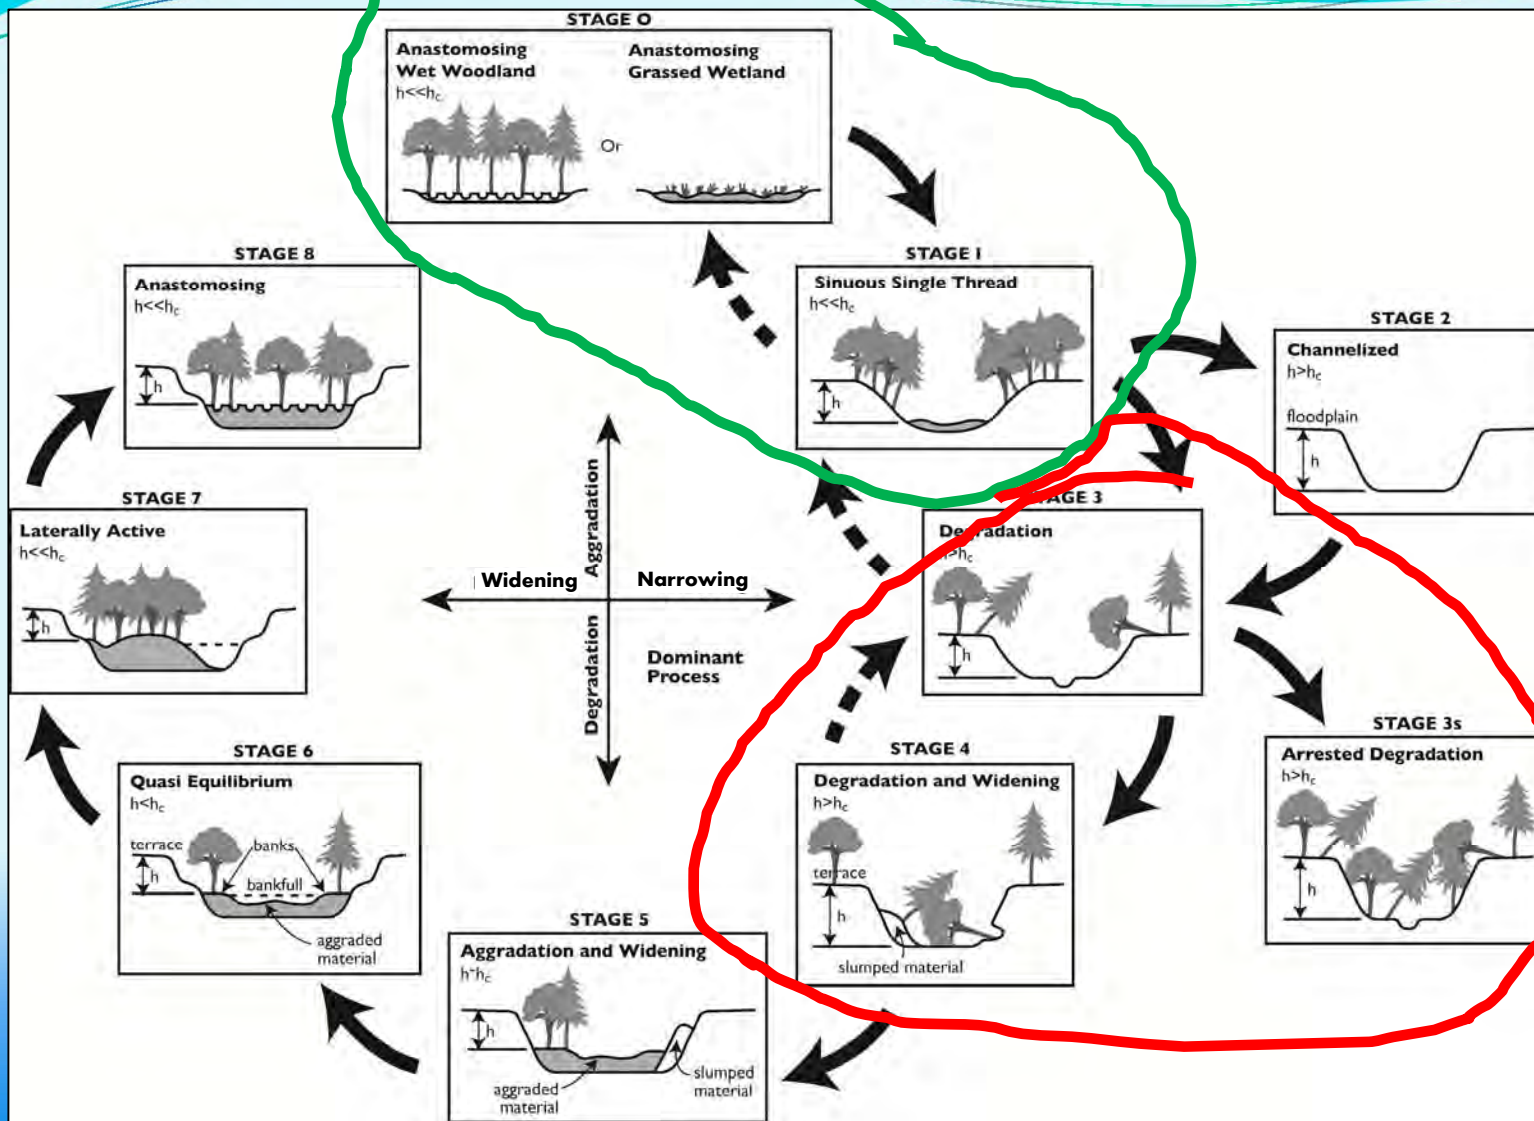 STAGE O
Anastomosing
Wet Woodland
h<<hc
Or
Anastomosing
Grassed Wetland
STAGE I
Sinuous Single Thread
h<<hc
h
STAGE 2
Channelized
h>hc
floodplain
h
STAGE 3
Degradation
h>hc
h
STAGE 3s
Arrested Degradation
h>hc
h
STAGE 4
Degradation and Widening
h>hc
terrace
h
slumped material
STAGE 5
Aggradation and Widening
h~hc
h
aggraded
material
slumped
material
STAGE 6
Quasi Equilibrium
h<hc
terrace
banks
h
bankfull
aggraded
material
STAGE 7
Laterally Active
h<<hc
h
STAGE 8
Anastomosing
h<<hc
h
Aggradation
Widening
Narrowing
Degradation
Dominant
Process